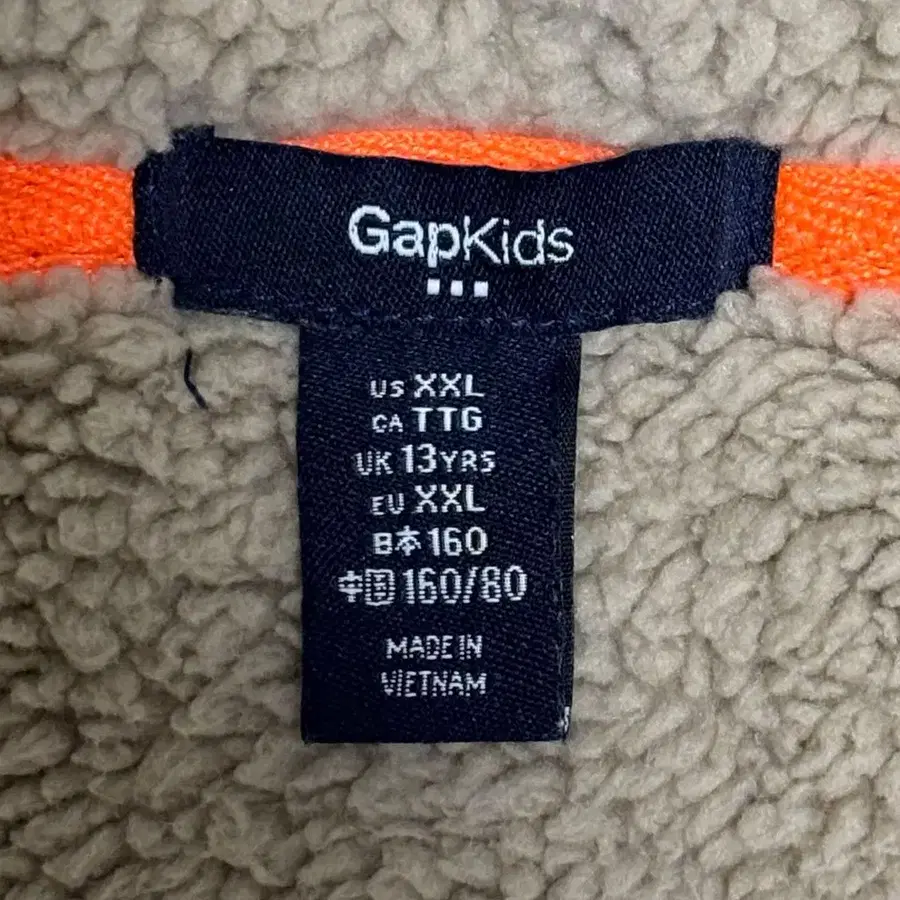 GapKids
US XXL
CA TTG
UK 13YRS
EU XXL
日本 160
中国 160/80
MADE IN
VIETNAM